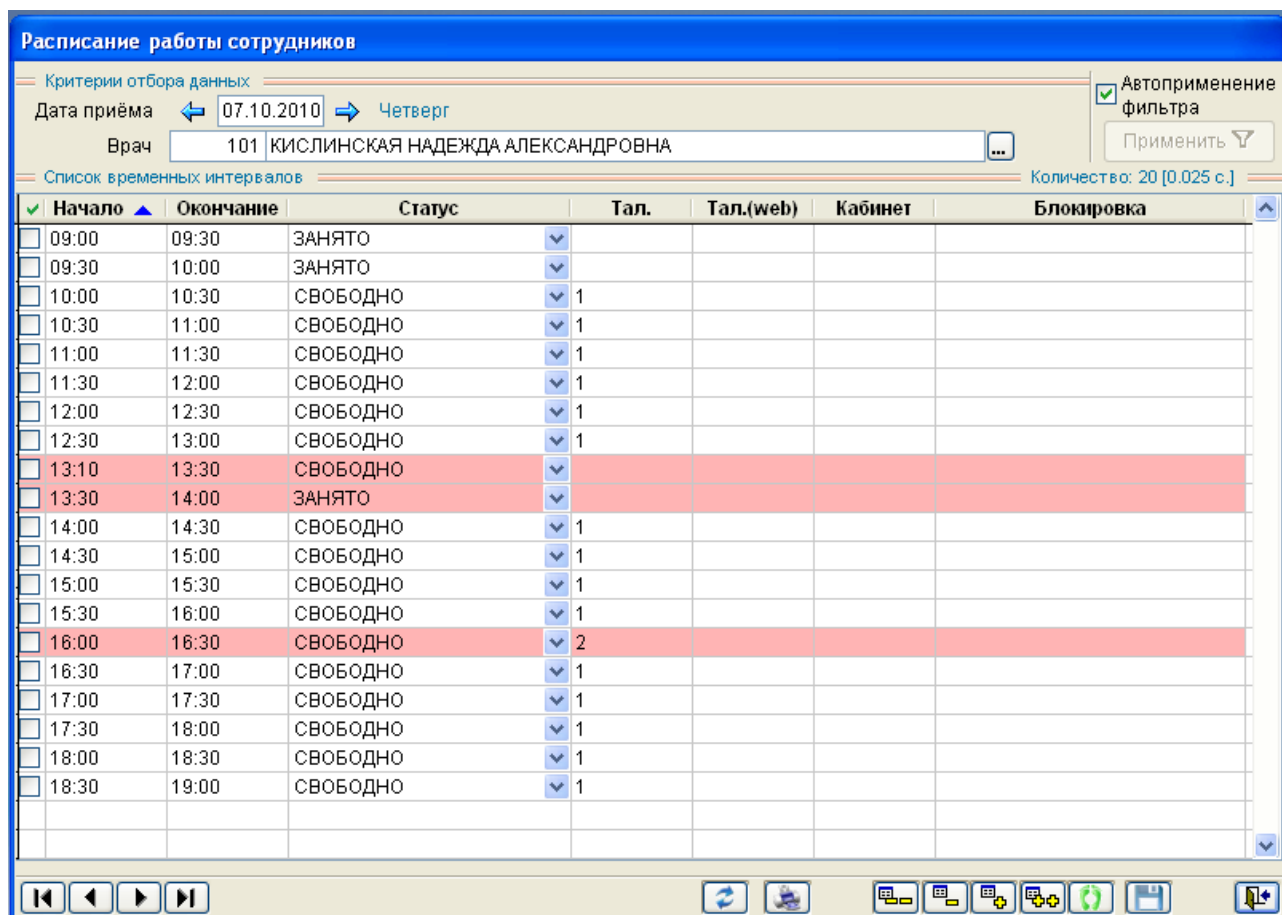 Расписание работы сотрудников
Критерии отбора данных
Автоприменение фильтра
Дата приёма 07.10.2010 Четверг
Применить
Врач 101 КИСЛИНСКАЯ НАДЕЖДА АЛЕКСАНДРОВНА ...
Список временных интервалов Количество: 20 [0.025 с.]
Начало Окончание Статус Тал. Тал.(web) Кабинет Блокировка
09:00 09:30 ЗАНЯТО
09:30 10:00 ЗАНЯТО
10:00 10:30 СВОБОДНО 1
10:30 11:00 СВОБОДНО 1
11:00 11:30 СВОБОДНО 1
11:30 12:00 СВОБОДНО 1
12:00 12:30 СВОБОДНО 1
12:30 13:00 СВОБОДНО 1
13:10 13:30 СВОБОДНО
13:30 14:00 ЗАНЯТО
14:00 14:30 СВОБОДНО 1
14:30 15:00 СВОБОДНО 1
15:00 15:30 СВОБОДНО 1
15:30 16:00 СВОБОДНО 1
16:00 16:30 СВОБОДНО 2
16:30 17:00 СВОБОДНО 1
17:00 17:30 СВОБОДНО 1
17:30 18:00 СВОБОДНО 1
18:00 18:30 СВОБОДНО 1
18:30 19:00 СВОБОДНО 1